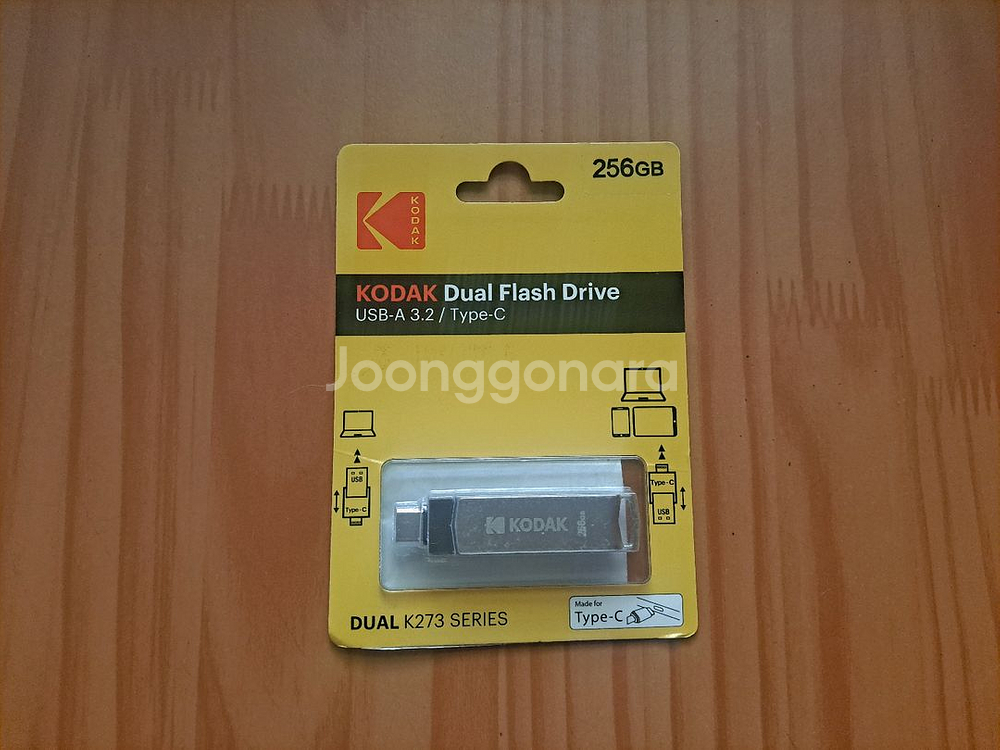 256GB
KODAK
KODAK Dual Flash Drive
USB-A 3.2 / Type-C
Joonggonara
USB
Type-C
Type-C
USB
KODAK 256GB
DUAL K273 SERIES
Made for
Type-C